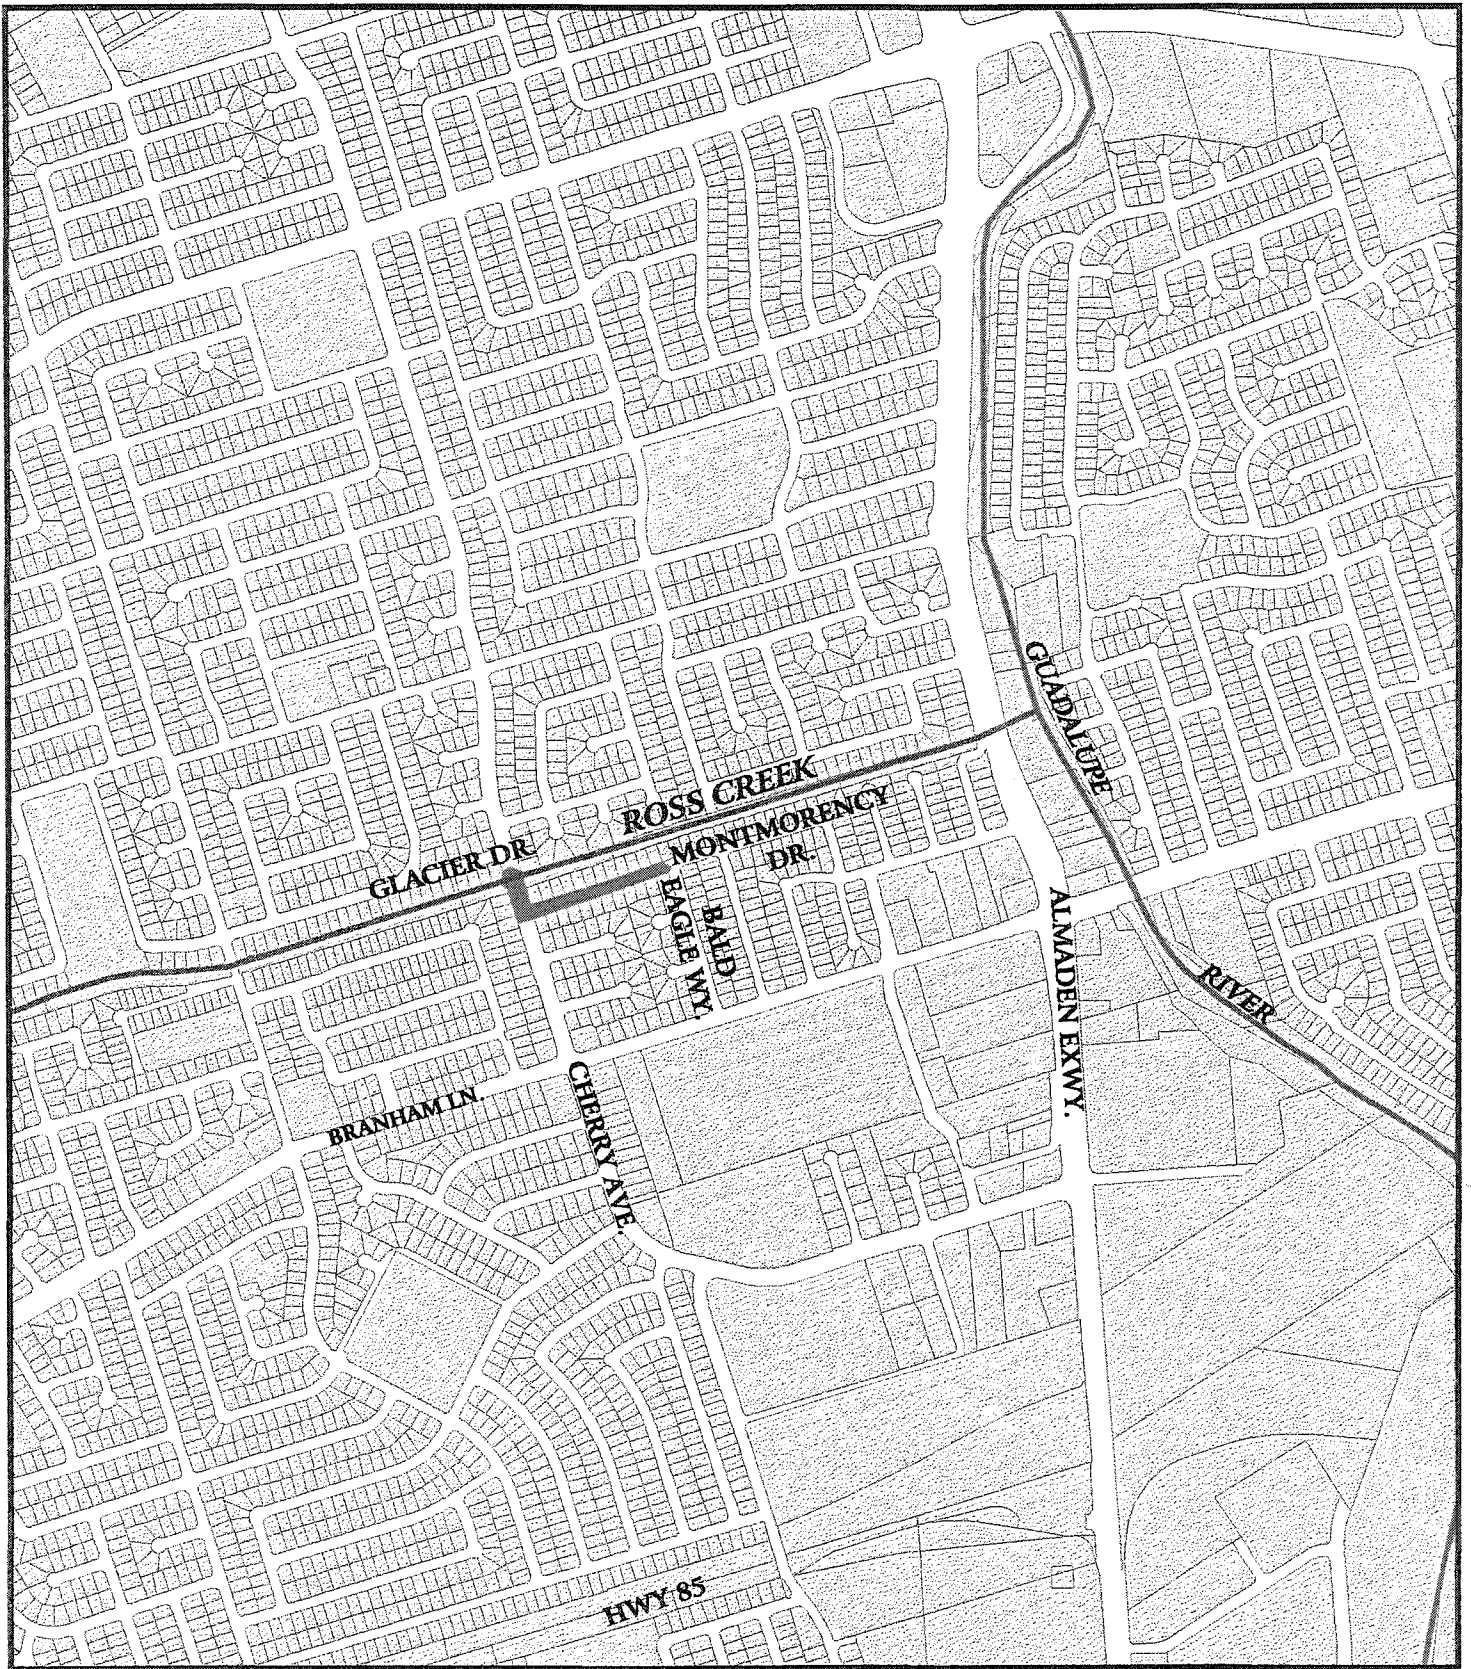 GUADALUPE
ROSS CREEK
MONTMORENCY
DR.
GLACIER DR.
BALD
EAGLE WY.
ALMADEN EXWY.
RIVER
CHERRY AVE.
BRANHAM LN.
HWY 85